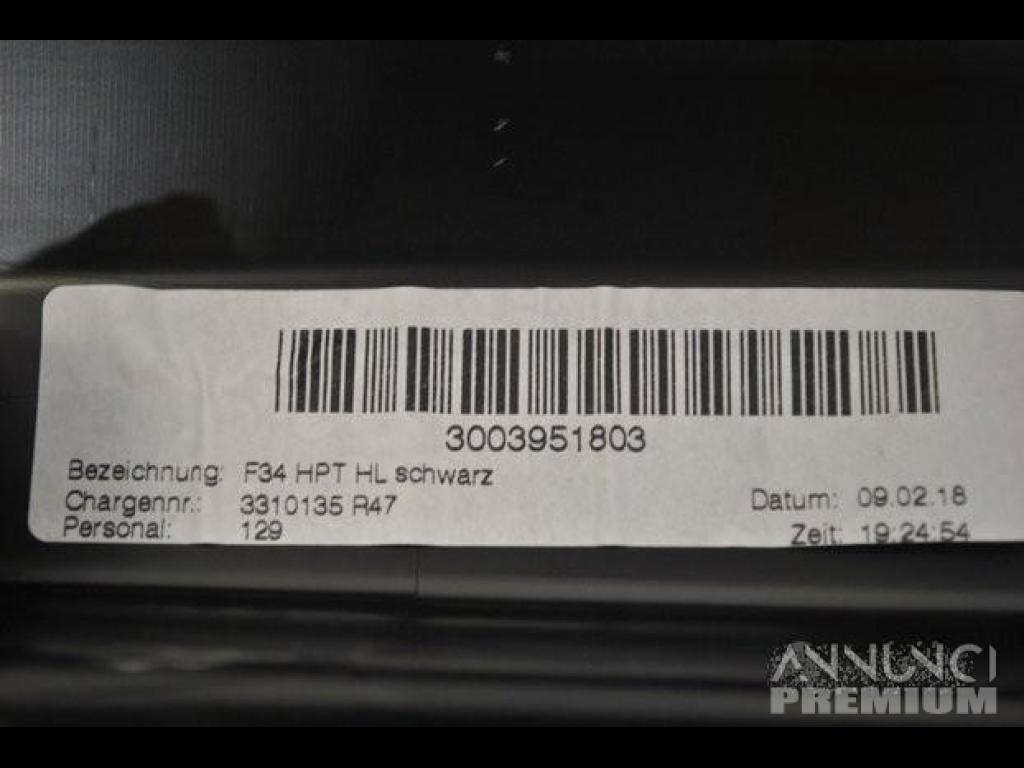 3003951803
Bezeichnung: F34 HPT HL schwarz
Chargennr.: 3310135 R47
Personal: 129
Datum: 09.02.18
Zeit: 19:24:54
ANNUNCI
PREMIUM